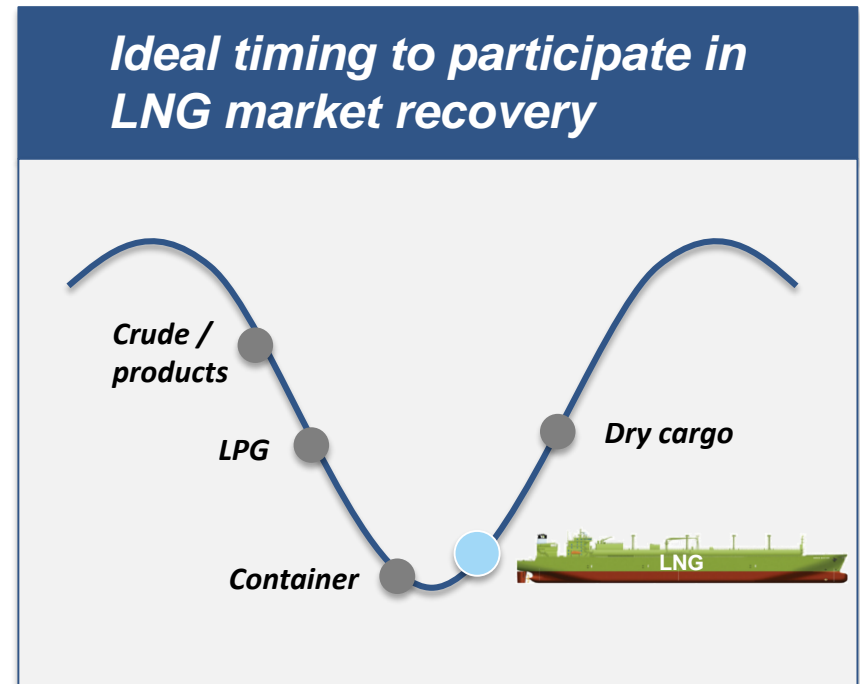 Ideal timing to participate in
LNG market recovery
Crude /
products
LPG
Dry cargo
Container
LNG